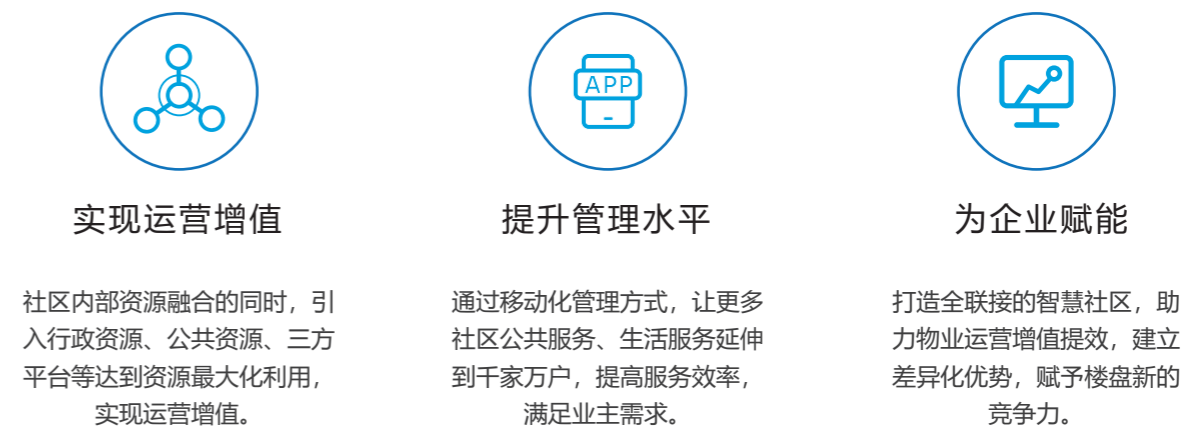 APP
实现运营增值
社区内部资源融合的同时，引
入行政资源、公共资源、三方
平台等达到资源最大化利用，
实现运营增值。
提升管理水平
通过移动化管理方式，让更多
社区公共服务、生活服务延伸
到千家万户，提高服务效率，
满足业主需求。
为企业赋能
打造全联接的智慧社区，助
力物业运营增值提效，建立
差异化优势，赋予楼盘新的
竞争力。